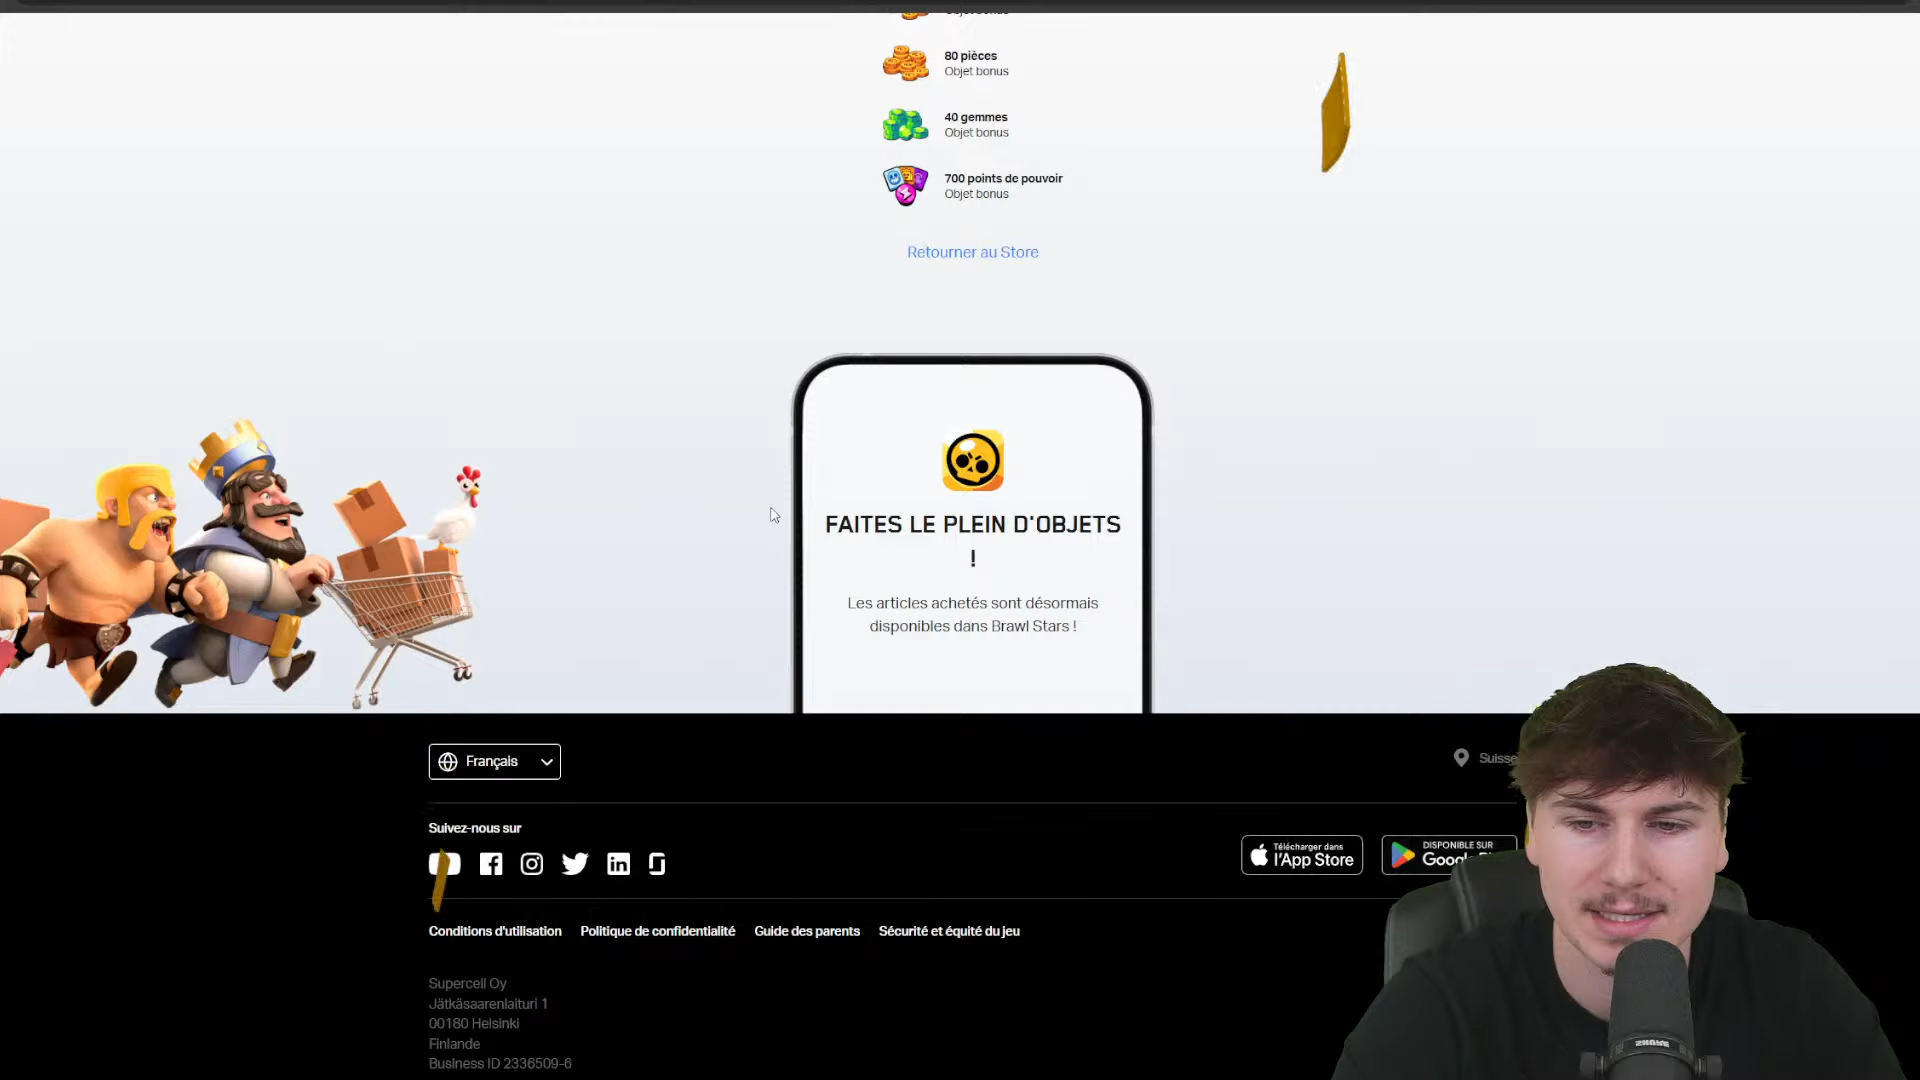 80 pièces
Objet bonus
40 gemmes
Objet bonus
700 points de pouvoir
Objet bonus
Retourner au Store
FAITES LE PLEIN D'OBJETS
!
Les articles achetés sont désormais
disponibles dans Brawl Stars !
Français
Suisse
Suivez-nous sur
Télécharger dans
l'App Store
DISPONIBLE SUR
Conditions d'utilisation
Politique de confidentialité
Guide des parents
Sécurité et équité du jeu
Supercell Oy
Jätkäsaarenlaituri 1
00180 Helsinki
Finlande
Business ID 2336509-6
SHURE